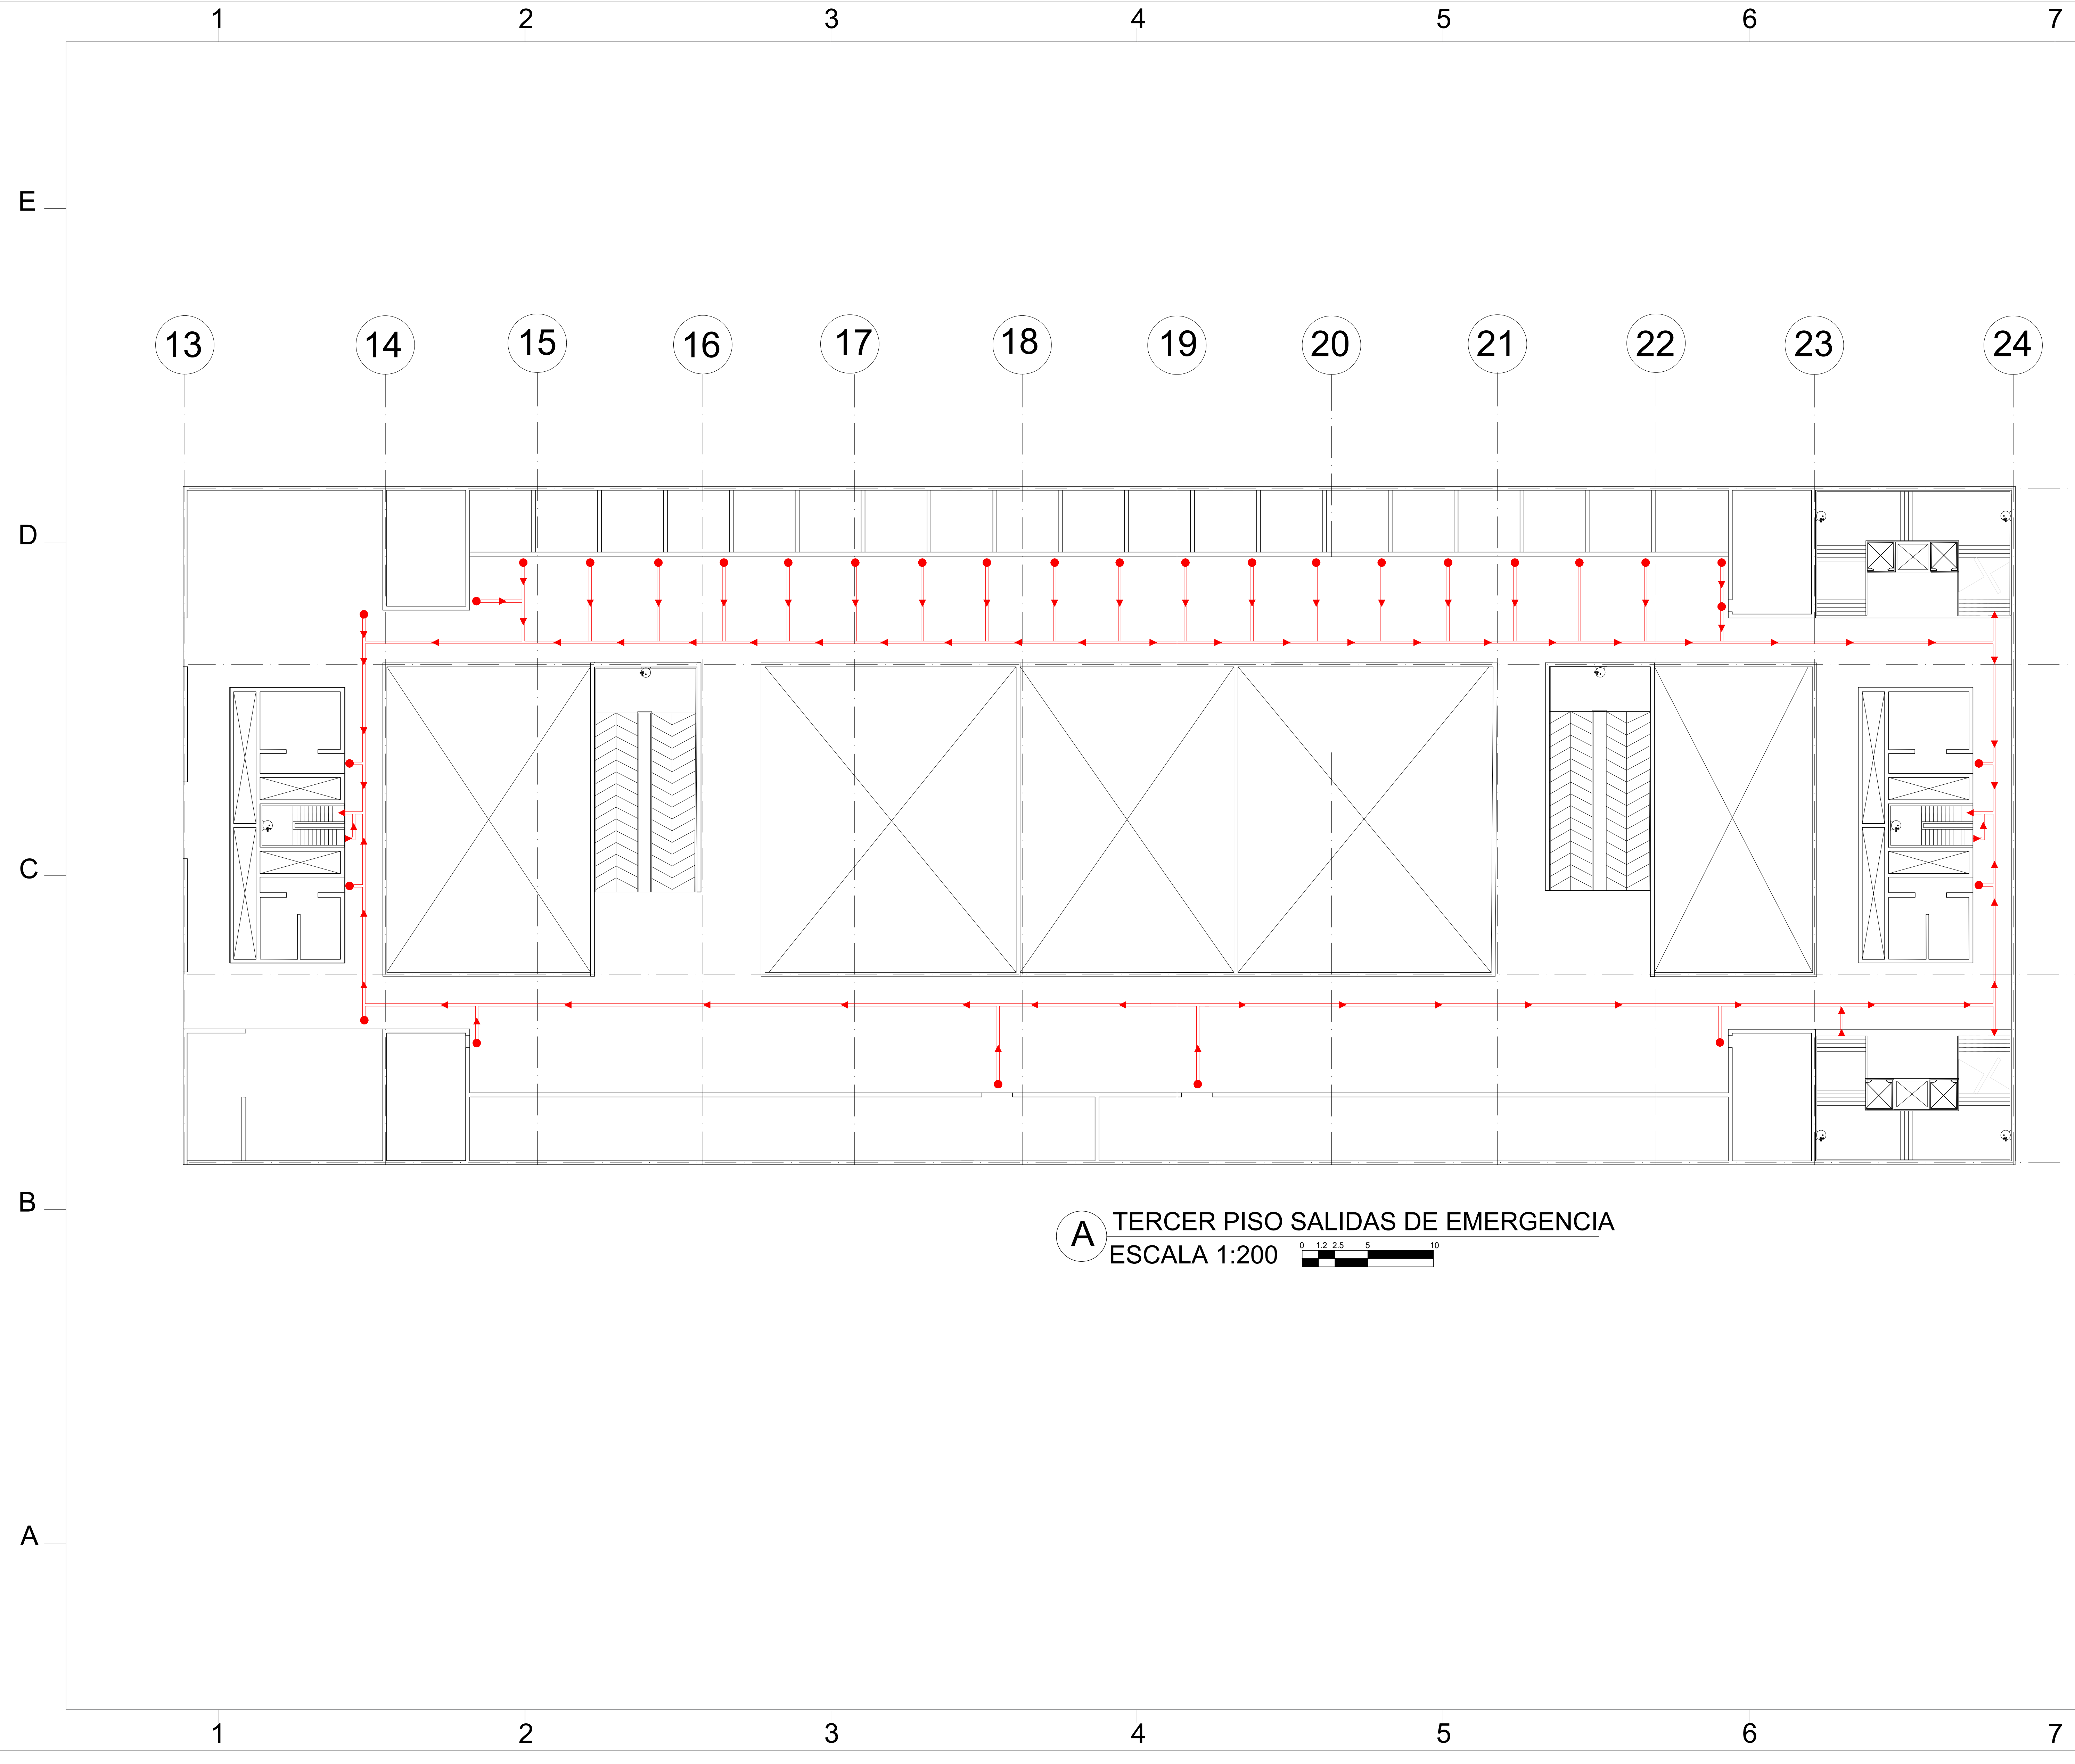 1 2 3 4 5 6 7
E
13 14 15 16 17 18 19 20 21 22 23 24
D
C
B
A TERCER PISO SALIDAS DE EMERGENCIA
ESCALA 1:200 0 1.2 2.5 5 10
A
1 2 3 4 5 6 7